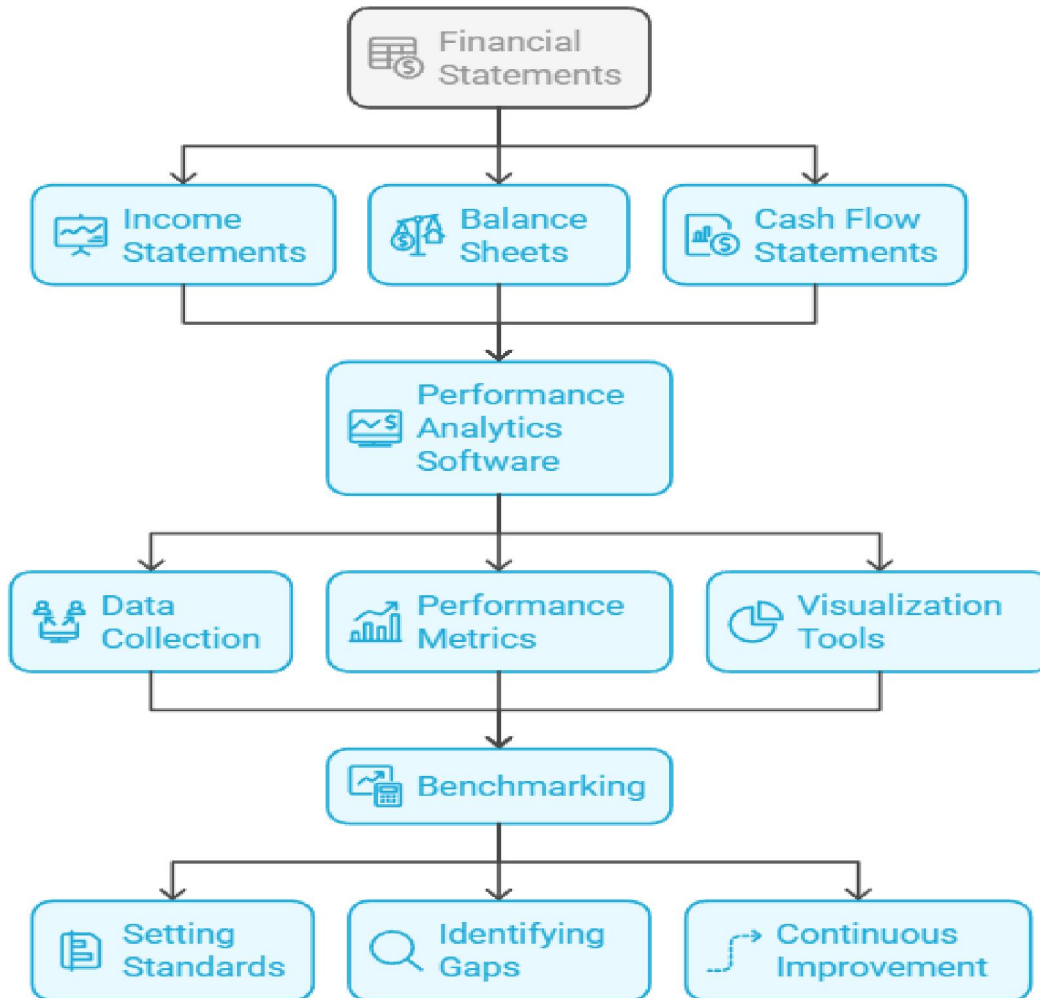 Financial
Statements
Income
Statements
Balance
Sheets
Cash Flow
Statements
Performance
Analytics
Software
Data
Collection
Performance
Metrics
Visualization
Tools
Benchmarking
Setting
Standards
Identifying
Gaps
Continuous
Improvement